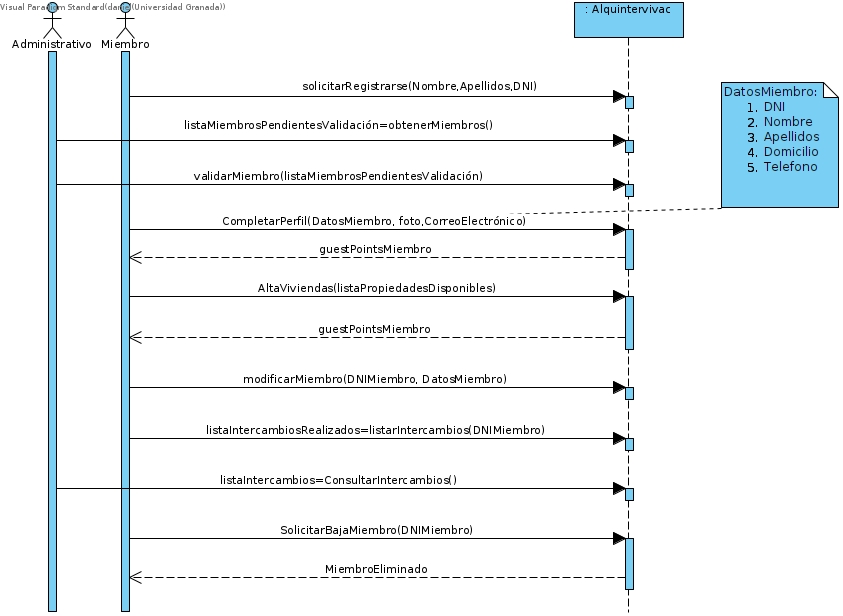 Visual Paradigm Standard(dario(Universidad Granada))
: Alquintervivac
Administrativo
Miembro
solicitarRegistrarse(Nombre,Apellidos,DNI)
DatosMiembro:
1. DNI
2. Nombre
3. Apellidos
4. Domicilio
5. Telefono
listaMiembrosPendientesValidación=obtenerMiembros()
validarMiembro(listaMiembrosPendientesValidación)
CompletarPerfil(DatosMiembro, foto,CorreoElectrónico)
guestPointsMiembro
AltaViviendas(listaPropiedadesDisponibles)
guestPointsMiembro
modificarMiembro(DNIMiembro, DatosMiembro)
listaIntercambiosRealizados=listarIntercambios(DNIMiembro)
listaIntercambios=ConsultarIntercambios()
SolicitarBajaMiembro(DNIMiembro)
MiembroEliminado